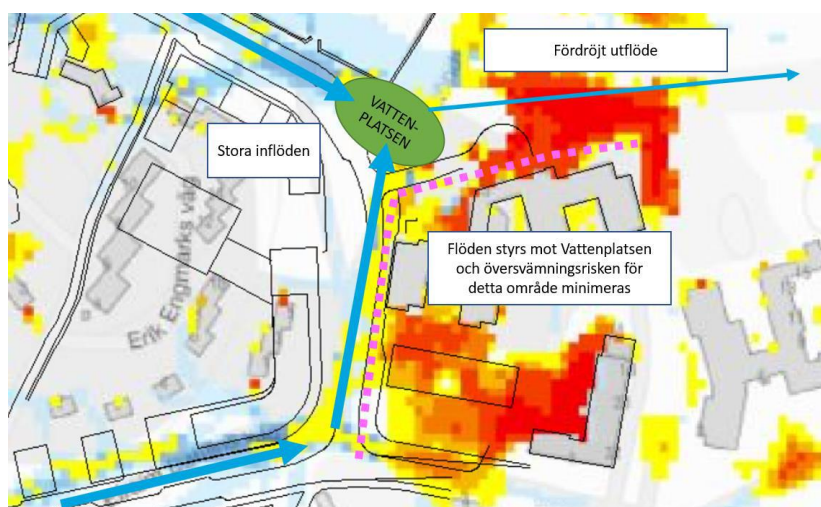 Fördröjt utflöde
VATTEN-
PLATSEN
Stora inflöden
Erik Engmarks väg
Flöden styrs mot Vattenplatsen
och översvämningsrisken för
detta område minimeras